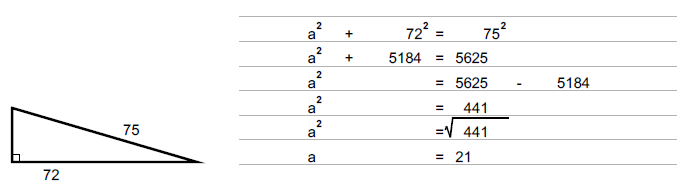 a² + 72² = 75²
a² + 5184 = 5625
a² = 5625 - 5184
a² = 441
a² =√441
a = 21
75
72